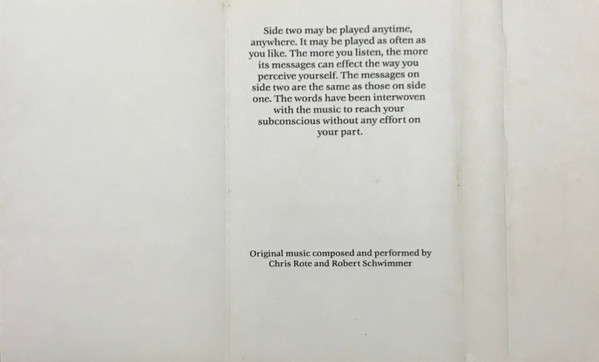 Side two may be played anytime,
anywhere. It may be played as often as
you like. The more you listen, the more
its messages can effect the way you
perceive yourself. The messages on
side two are the same as those on side
one. The words have been interwoven
with the music to reach your
subconscious without any effort on
your part.
Original music composed and performed by
Chris Rote and Robert Schwimmer